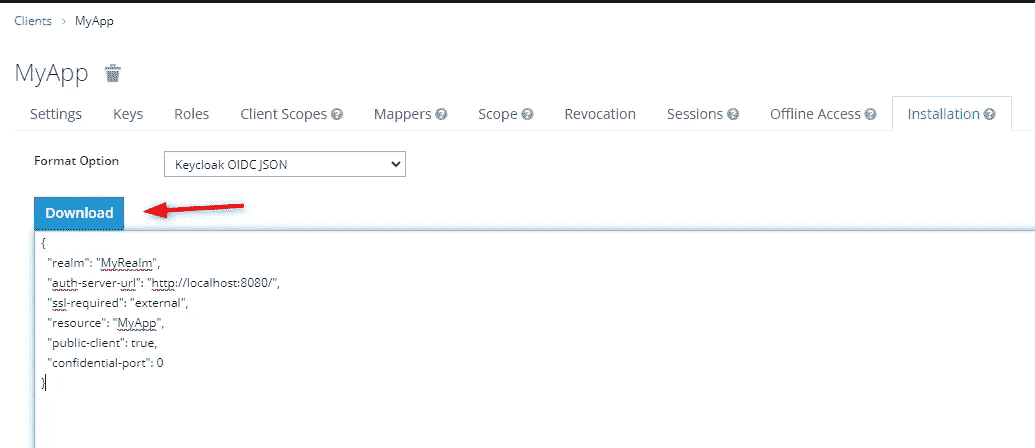 Clients > MyApp
MyApp
Settings Keys Roles Client Scopes Mappers Scope Revocation Sessions Offline Access Installation
Format Option Keycloak OIDC JSON
Download
{
"realm": "MyRealm",
"auth-server-url": "http://localhost:8080/",
"ssl-required": "external",
"resource": "MyApp",
"public-client": true,
"confidential-port": 0
}